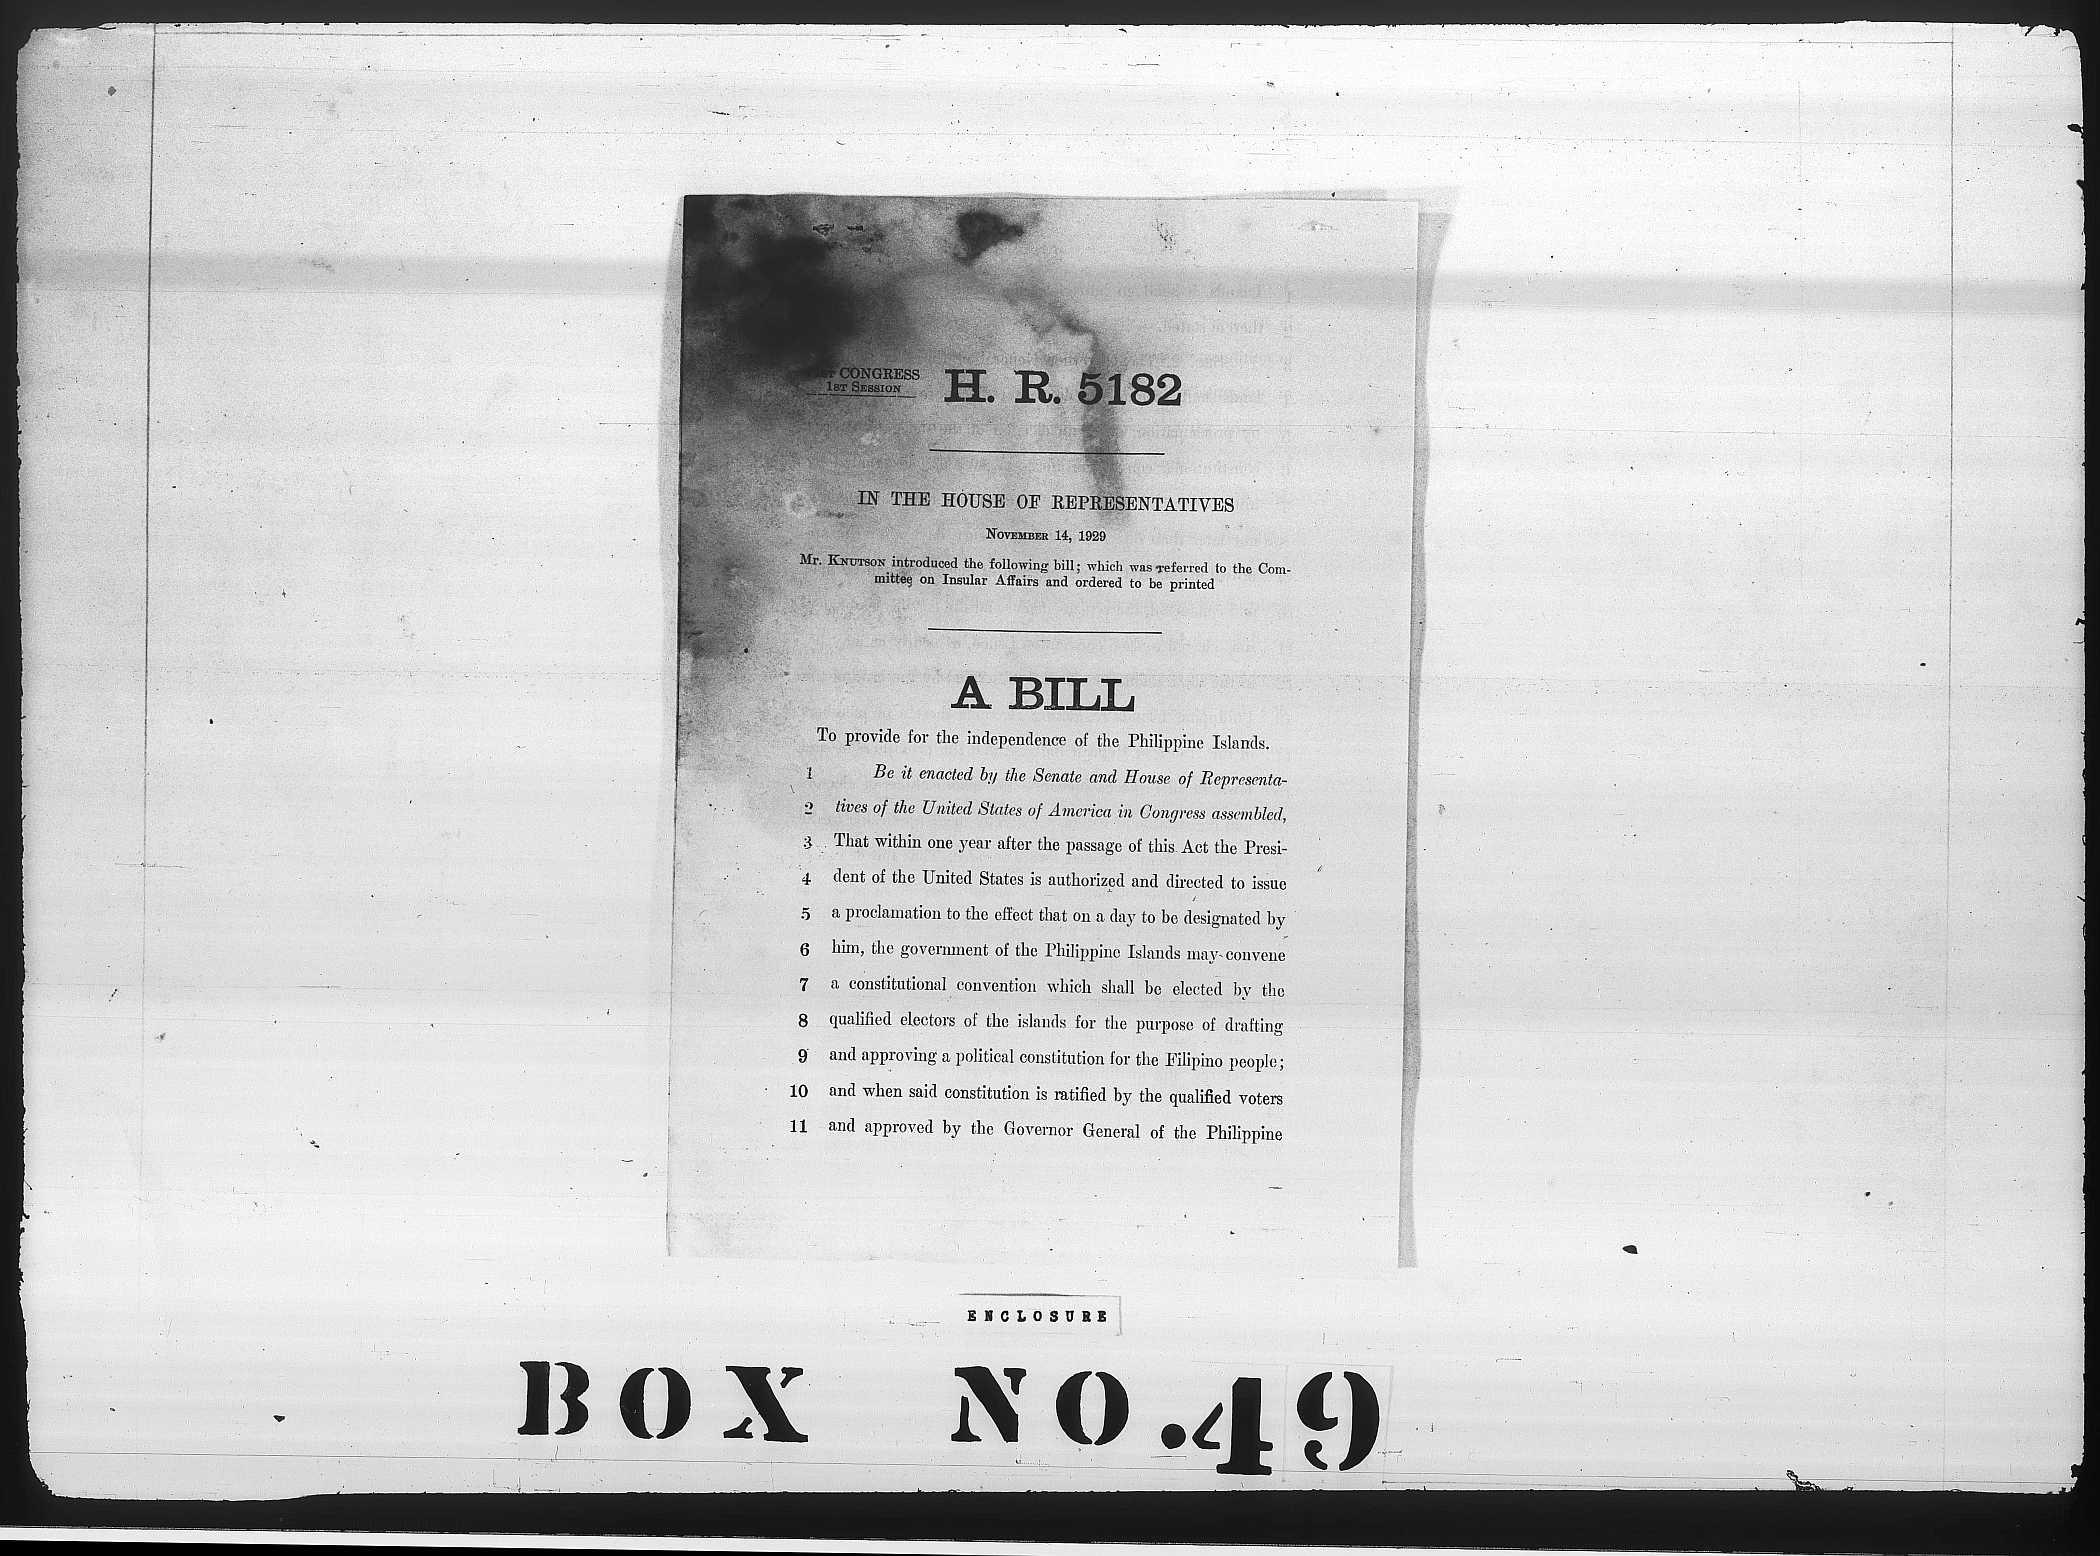 CONGRESS
1ST SESSION
H. R. 5182
IN THE HOUSE OF REPRESENTATIVES
NOVEMBER 14, 1929
Mr. KNUTSON introduced the following bill; which was referred to the Com-
mittee on Insular Affairs and ordered to be printed
A BILL
To provide for the independence of the Philippine Islands.
1 Be it enacted by the Senate and House of Representa-
2 tives of the United States of America in Congress assembled,
3 That within one year after the passage of this Act the Presi-
4 dent of the United States is authorized and directed to issue
5 a proclamation to the effect that on a day to be designated by
6 him, the government of the Philippine Islands may convene
7 a constitutional convention which shall be elected by the
8 qualified electors of the islands for the purpose of drafting
9 and approving a political constitution for the Filipino people;
10 and when said constitution is ratified by the qualified voters
11 and approved by the Governor General of the Philippine
ENCLOSURE
BOX NO. 49